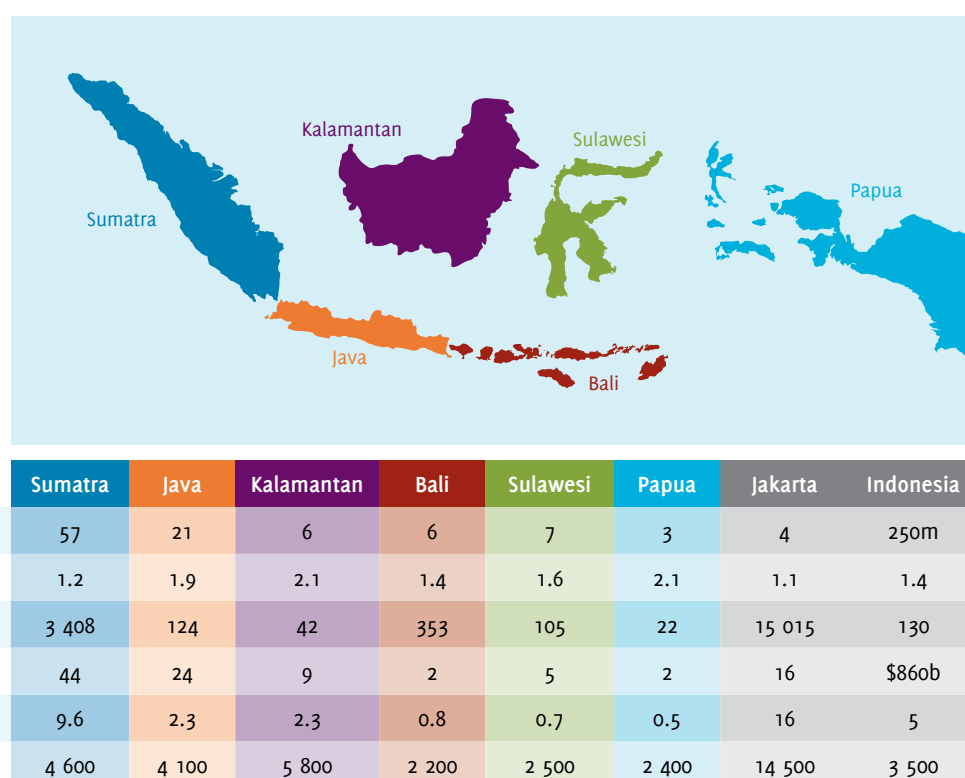 Kalamantan
Sulawesi
Papua
Sumatra
Java
Bali
Sumatra Java Kalamantan Bali Sulawesi Papua Jakarta Indonesia
57 21 6 6 7 3 4 250m
1.2 1.9 2.1 1.4 1.6 2.1 1.1 1.4
3 408 124 42 353 105 22 15 015 130
44 24 9 2 5 2 16 $860b
9.6 2.3 2.3 0.8 0.7 0.5 16 5
4 600 4 100 5 800 2 200 2 500 2 400 14 500 3 500